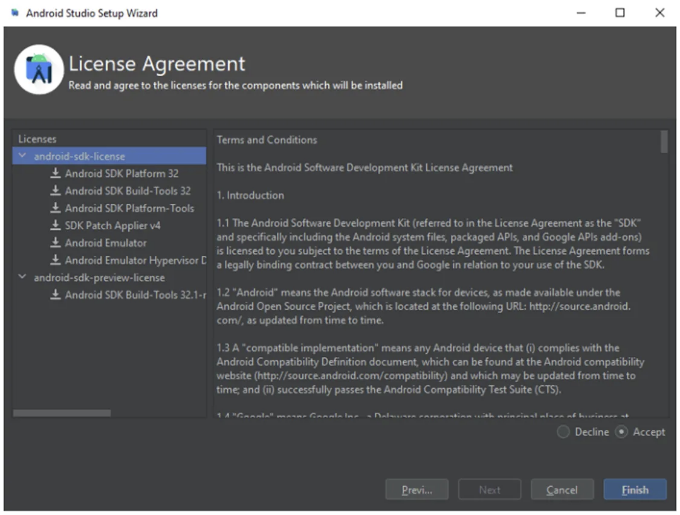 Android Studio Setup Wizard
License Agreement
Read and agree to the licenses for the components which will be installed
Licenses
android-sdk-license
Android SDK Platform 32
Android SDK Build-Tools 32
Android SDK Platform-Tools
SDK Patch Applier v4
Android Emulator
Android Emulator Hypervisor D
android-sdk-preview-license
Android SDK Build-Tools 32.1-r
Terms and Conditions
This is the Android Software Development Kit License Agreement
1. Introduction
1.1 The Android Software Development Kit (referred to in the License Agreement as the "SDK"
and specifically including the Android system files, packaged APIs, and Google APIs add-ons)
is licensed to you subject to the terms of the License Agreement. The License Agreement forms
a legally binding contract between you and Google in relation to your use of the SDK.
1.2 "Android" means the Android software stack for devices, as made available under the
Android Open Source Project, which is located at the following URL: http://source.android.
com/, as updated from time to time.
1.3 A "compatible implementation" means any Android device that (i) complies with the
Android Compatibility Definition document, which can be found at the Android compatibility
website (http://source.android.com/compatibility) and which may be updated from time to
time; and (ii) successfully passes the Android Compatibility Test Suite (CTS).
1.4 "Google" means Google Inc., a Delaware corporation with principal place of business at
Decline Accept
Previ... Next Cancel Finish